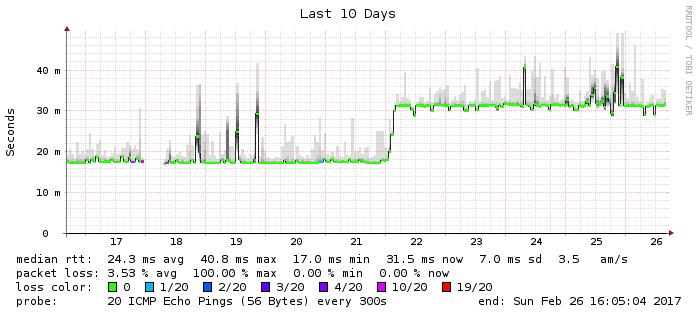 Last 10 Days
RRDTOOL / TOBI OETIKER
Seconds
40 m
30 m
20 m
10 m
0
17 18 19 20 21 22 23 24 25 26
median rtt: 24.3 ms avg 40.8 ms max 17.0 ms min 31.5 ms now 7.0 ms sd 3.5 am/s
packet loss: 3.53 % avg 100.00 % max 0.00 % min 0.00 % now
loss color: 0 1/20 2/20 3/20 4/20 10/20 19/20
probe: 20 ICMP Echo Pings (56 Bytes) every 300s end: Sun Feb 26 16:05:04 2017